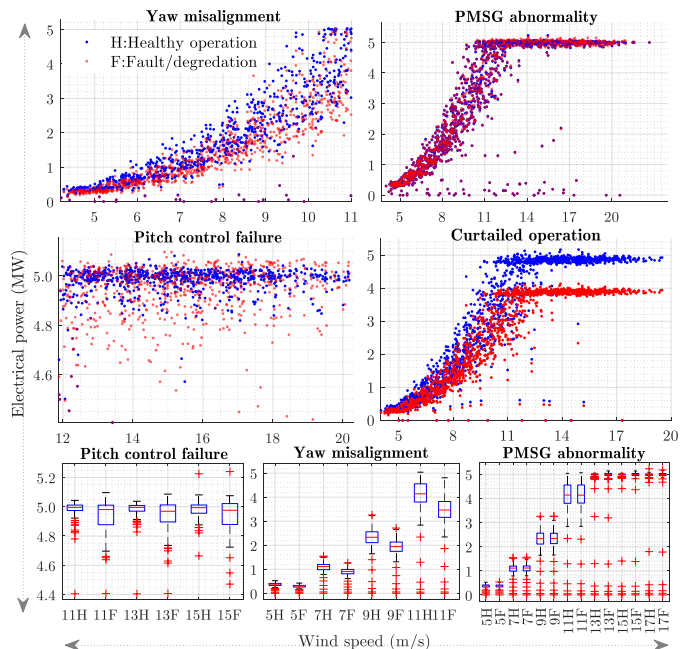 Yaw misalignment
PMSG abnormality
5
4
3
2
1
0
H:Healthy operation
F:Fault/degredation
5 6 7 8 9 10 11
5
4
3
2
1
0
5 8 11 14 17 20
Electrical power (MW)
Pitch control failure
Curtailed operation
5.0
4.8
4.6
12 14 16 18 20
5
4
3
2
1
0
5 8 11 14 17 20
Pitch control failure
Yaw misalignment
PMSG abnormality
5.2
5.0
4.8
4.6
4.4
11H 11F 13H 13F 15H 15F
5
4
3
2
1
0
5H 5F 7H 7F 9H 9F 11H 11F
5
4
3
2
1
0
5H 5F 7H 7F 9H 9F 11H 11F 13H 13F 15H 15F 17H 17F
Wind speed (m/s)